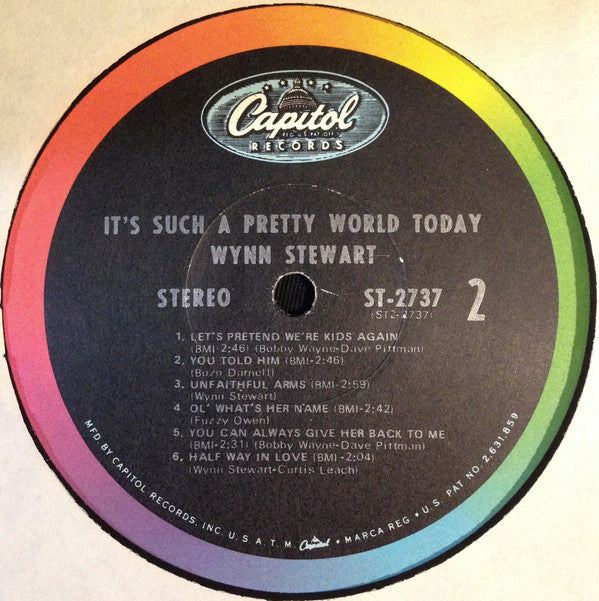 Capitol
REG. U.S. PAT. OFF.
RECORDS
IT'S SUCH A PRETTY WORLD TODAY
WYNN STEWART
STEREO
ST-2737
(ST2-2737)
2
1. LET'S PRETEND WE'RE KIDS AGAIN
(BMI-2:46) (Bobby Wayne-Dave Pittman)
2. YOU TOLD HIM (BMI-2:46)
(Bozo Darnell)
3. UNFAITHFUL ARMS (BMI-2:59)
(Wynn Stewart)
4. OL' WHAT'S HER NAME (BMI-2:42)
(Fuzzy Owen)
5. YOU CAN ALWAYS GIVE HER BACK TO ME
(BMI-2:31) (Bobby Wayne-Dave Pittman)
6. HALF WAY IN LOVE (BMI-2:04)
(Wynn Stewart-Curtis Leach)
MFD. BY CAPITOL RECORDS, INC. U.S.A. T.M. Capitol • MARCA REG. • U.S. PAT. NO. 2,631,859